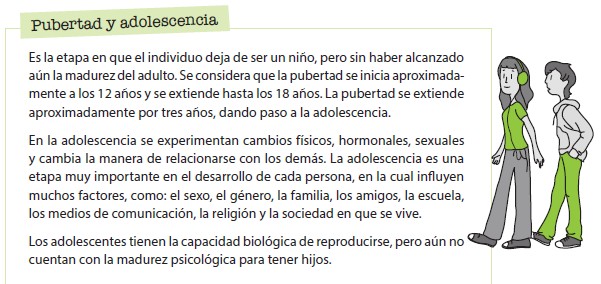 Pubertad y adolescencia
Es la etapa en que el individuo deja de ser un niño, pero sin haber alcanzado
aún la madurez del adulto. Se considera que la pubertad se inicia aproximada-
mente a los 12 años y se extiende hasta los 18 años. La pubertad se extiende
aproximadamente por tres años, dando paso a la adolescencia.
En la adolescencia se experimentan cambios físicos, hormonales, sexuales
y cambia la manera de relacionarse con los demás. La adolescencia es una
etapa muy importante en el desarrollo de cada persona, en la cual influyen
muchos factores, como: el sexo, el género, la familia, los amigos, la escuela,
los medios de comunicación, la religión y la sociedad en que se vive.
Los adolescentes tienen la capacidad biológica de reproducirse, pero aún no
cuentan con la madurez psicológica para tener hijos.